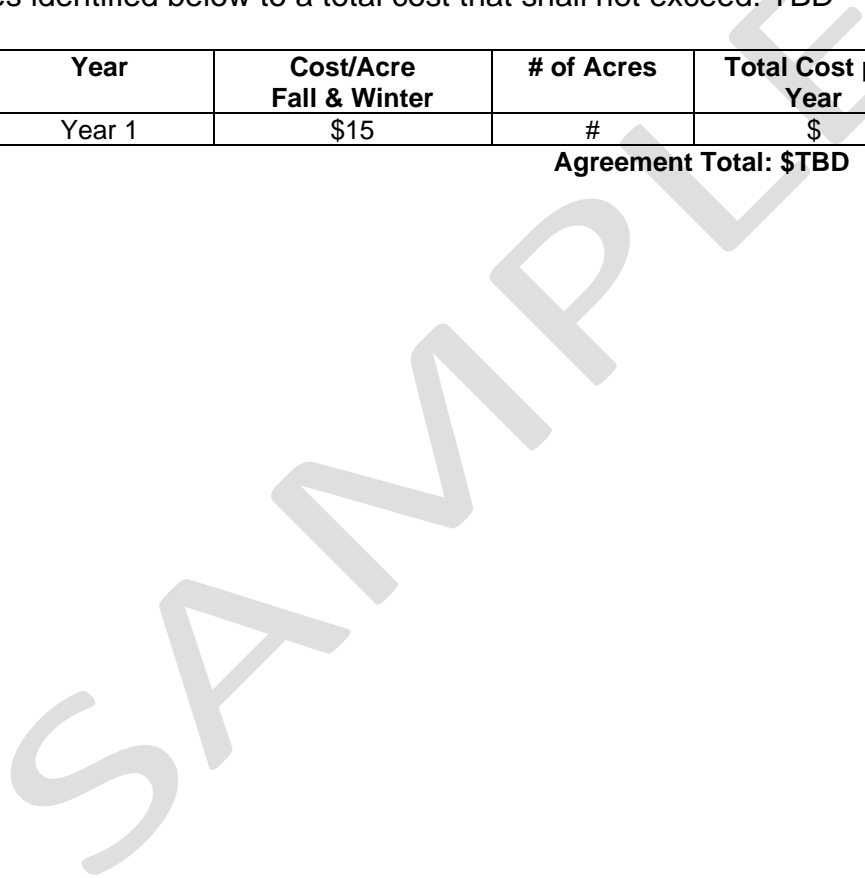 es identified below to a total cost that shall not exceed: TBD
Year Cost/Acre # of Acres Total Cost
Fall & Winter Year
Year 1 $15 # $
Agreement Total: $TBD
SAMPLE